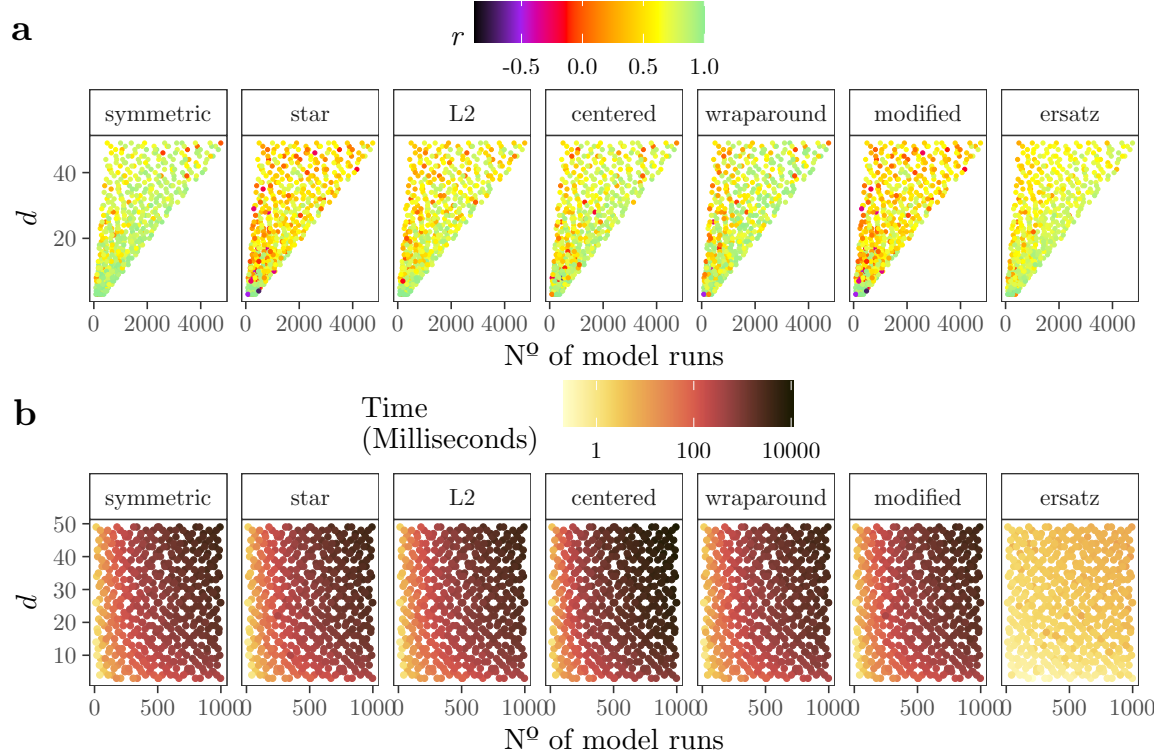 a
r
-0.5 0.0 0.5 1.0
symmetric star L2 centered wraparound modified ersatz
40
20
d
0 2000 4000 0 2000 4000 0 2000 4000 0 2000 4000 0 2000 4000 0 2000 4000 0 2000 4000
Nº of model runs
b
Time
(Milliseconds)
1 100 10000
symmetric star L2 centered wraparound modified ersatz
50
40
30
20
10
d
0 500 1000 0 500 1000 0 500 1000 0 500 1000 0 500 1000 0 500 1000 0 500 1000
Nº of model runs